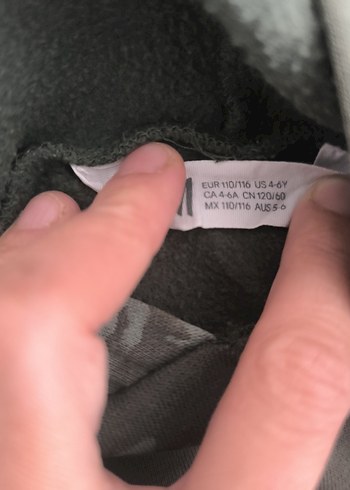 EUR 110/116 US 4-6Y
CA 4-6A CN 120/60
MX 110/116 AUS 5-6